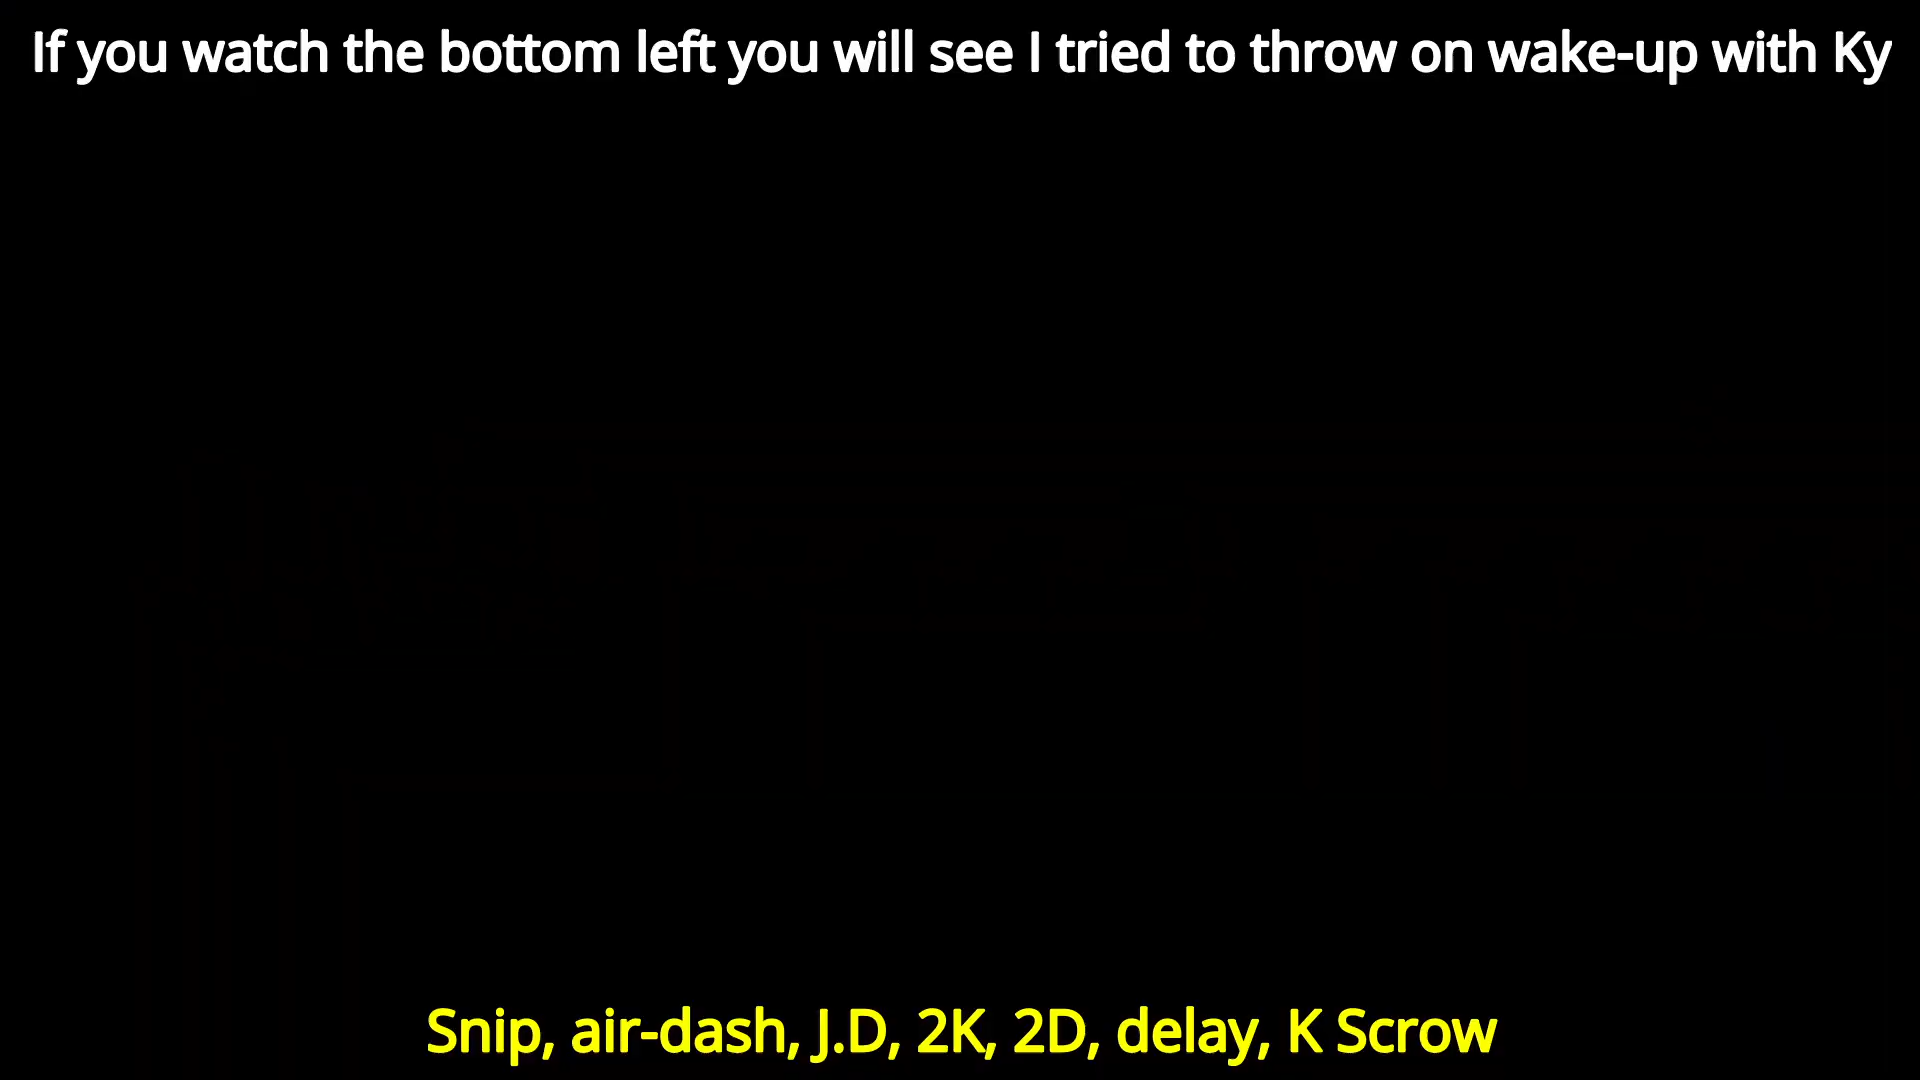 If you watch the bottom left you will see I tried to throw on wake-up with Ky
Snip, air-dash, J.D, 2K, 2D, delay, K Scrow